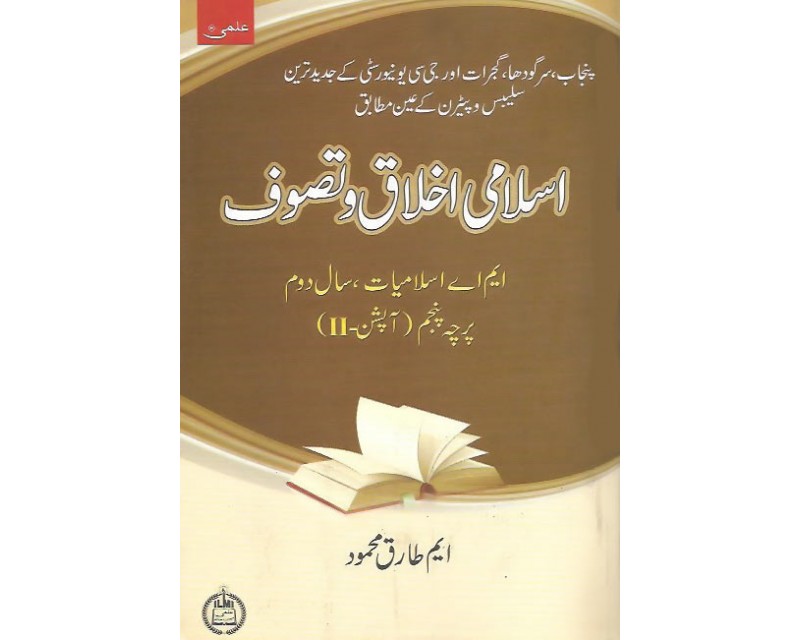 علمی
پنجاب، سرگودھا، گجرات اور جی سی یونیورسٹی کے جدید ترین
سلیبس و پیٹرن کے عین مطابق
اسلامی اخلاق و تصوف
ایم اے اسلامیات، سال دوم
پرچہ پنجم (آپشن-II)
ایم طارق محمود
ILMI